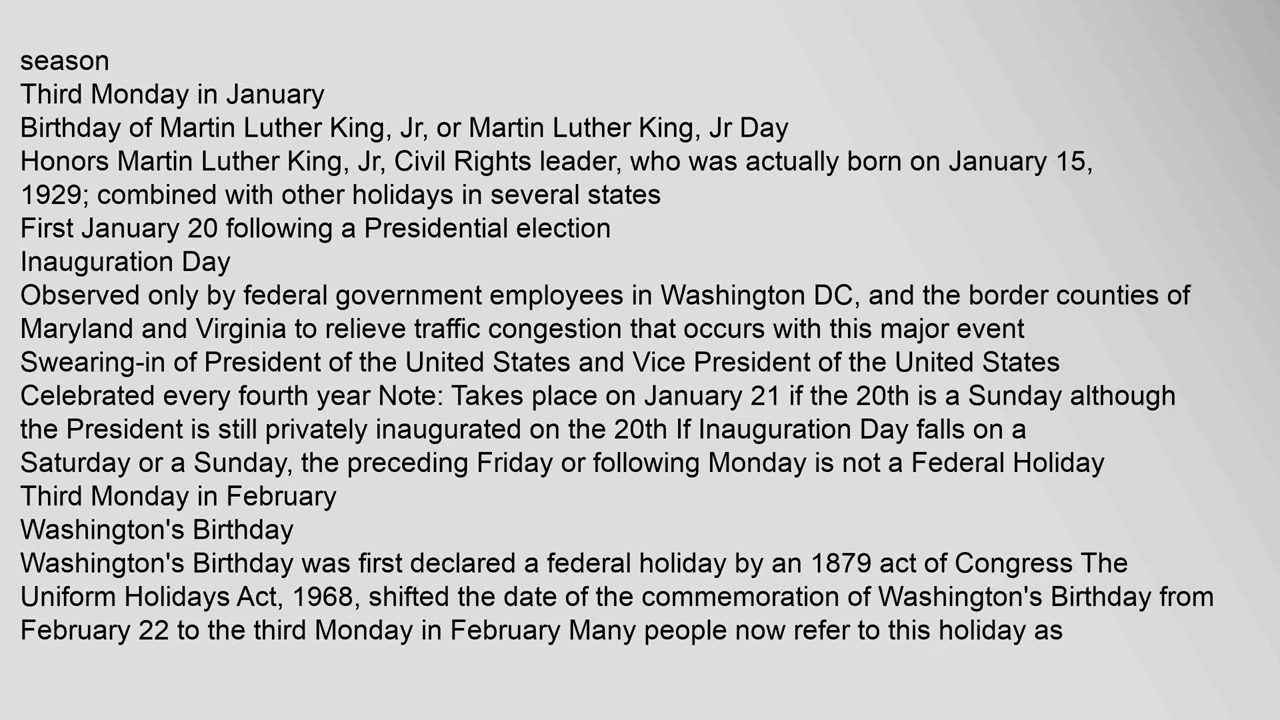 season
Third Monday in January
Birthday of Martin Luther King, Jr, or Martin Luther King, Jr Day
Honors Martin Luther King, Jr, Civil Rights leader, who was actually born on January 15,
1929; combined with other holidays in several states
First January 20 following a Presidential election
Inauguration Day
Observed only by federal government employees in Washington DC, and the border counties of
Maryland and Virginia to relieve traffic congestion that occurs with this major event
Swearing-in of President of the United States and Vice President of the United States
Celebrated every fourth year Note: Takes place on January 21 if the 20th is a Sunday although
the President is still privately inaugurated on the 20th If Inauguration Day falls on a
Saturday or a Sunday, the preceding Friday or following Monday is not a Federal Holiday
Third Monday in February
Washington's Birthday
Washington's Birthday was first declared a federal holiday by an 1879 act of Congress The
Uniform Holidays Act, 1968, shifted the date of the commemoration of Washington's Birthday from
February 22 to the third Monday in February Many people now refer to this holiday as